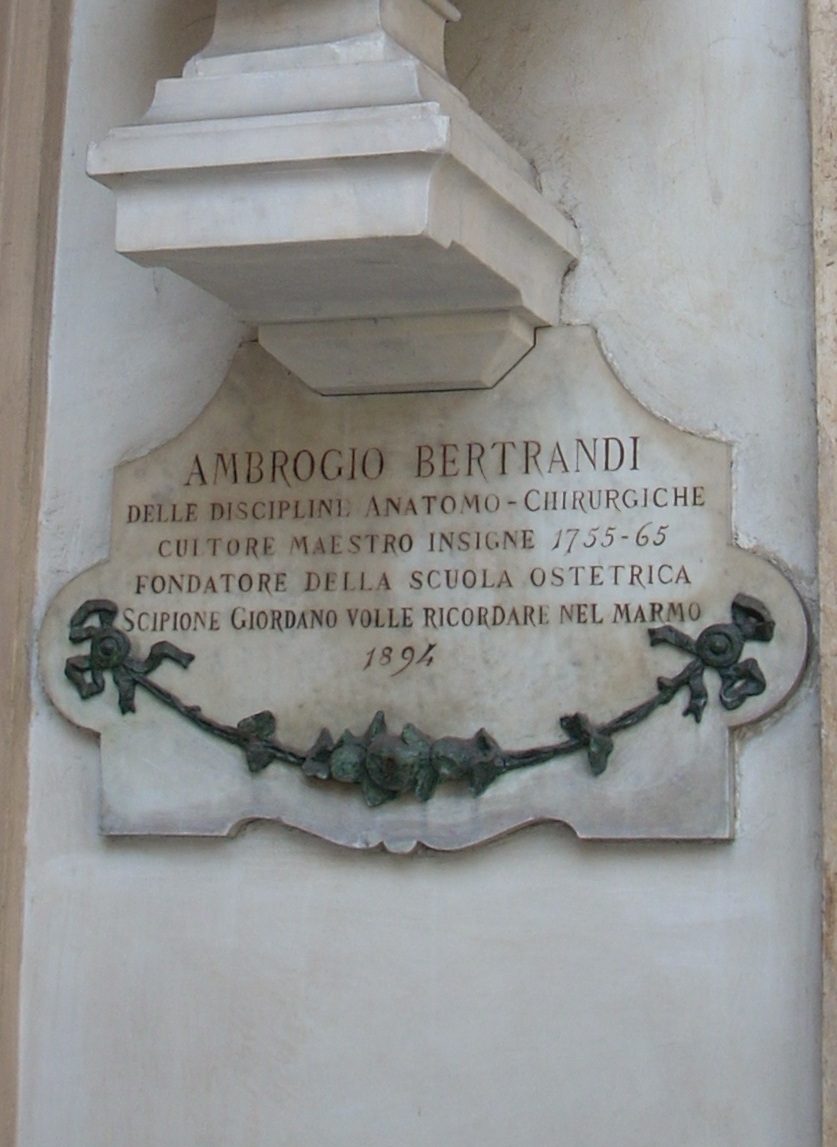 AMBROGIO BERTRANDI
DELLE DISCIPLINE ANATOMO-CHIRURGICHE
CULTORE MAESTRO INSIGNE 1755-65
FONDATORE DELLA SCUOLA OSTETRICA
SCIPIONE GIORDANO VOLLE RICORDARE NEL MARMO
1894